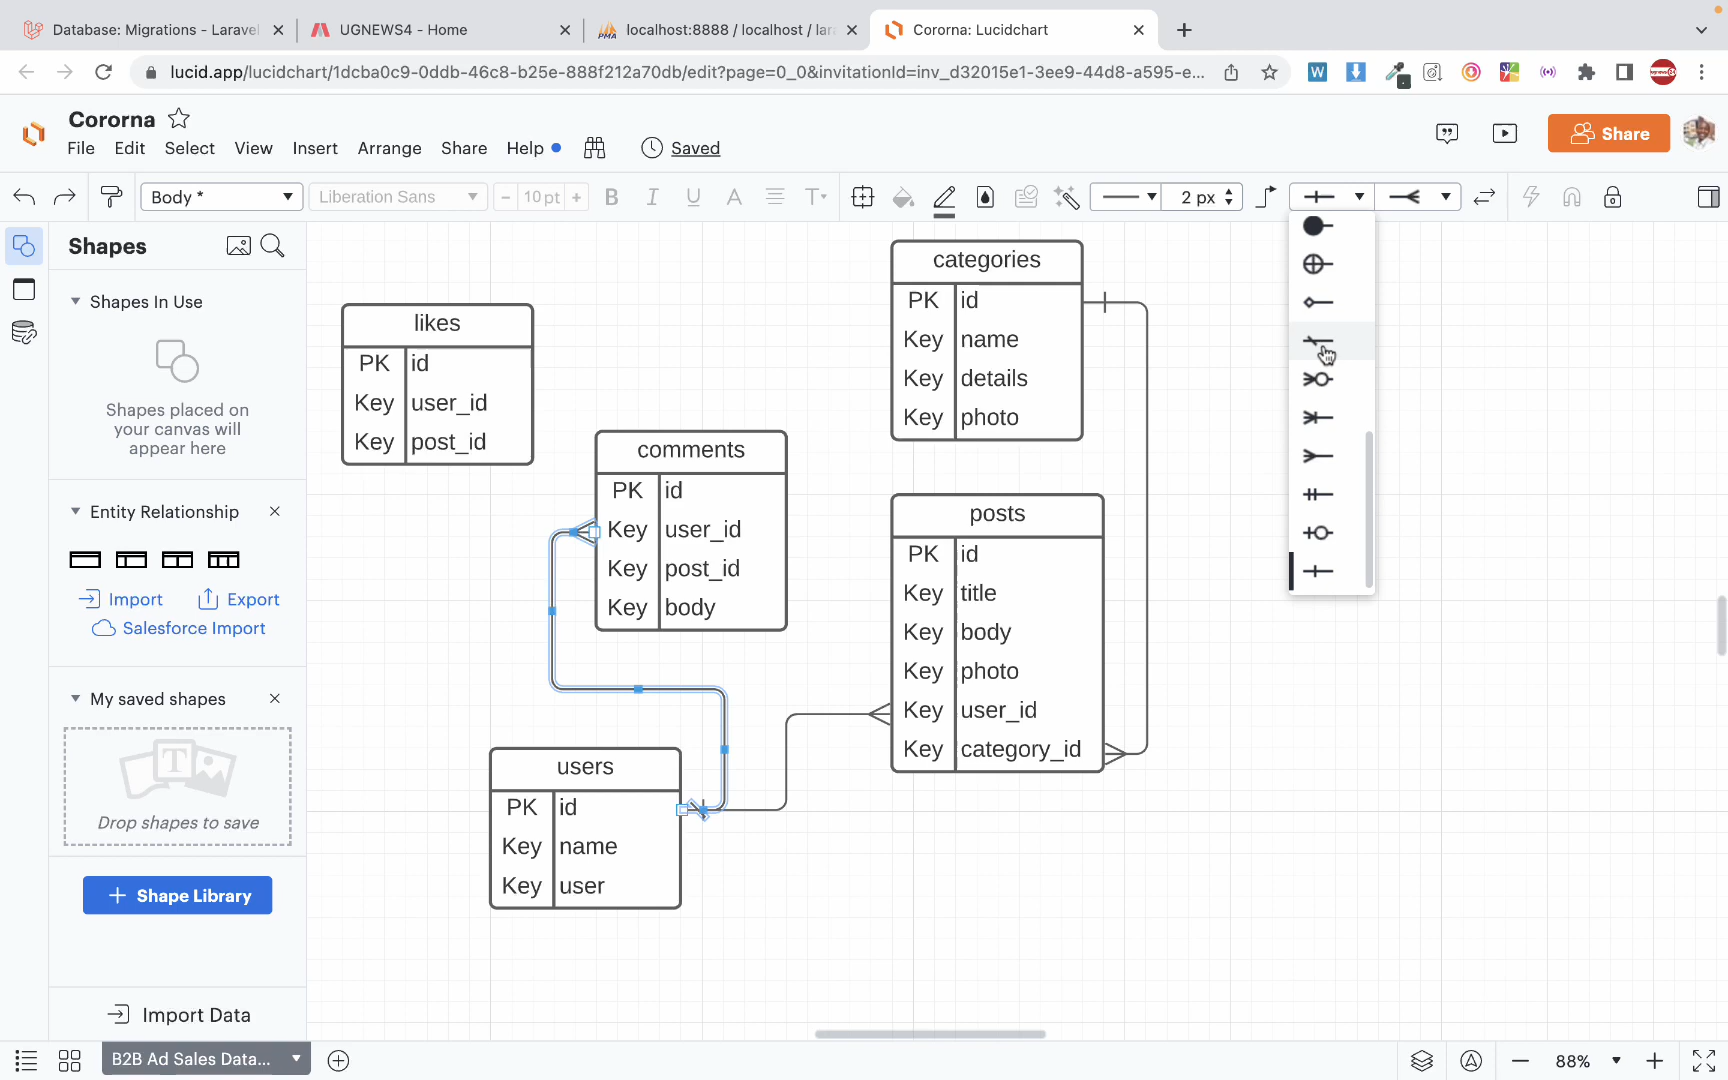 Database: Migrations - Laravel
UGNEWS4 - Home
localhost:8888 / localhost / lar
Cororna: Lucidchart
lucid.app/lucidchart/1dcba0c9-0ddb-46c8-b25e-888f212a70db/edit?page=0_0&invitationId=inv_d32015e1-3ee9-44d8-a595-e...
Cororna
File Edit Select View Insert Arrange Share Help Saved
Share
Body * Liberation Sans 10 pt B I U A T 2 px
Shapes
Shapes In Use
Shapes placed on
your canvas will
appear here
Entity Relationship
Import Export
Salesforce Import
My saved shapes
T
Drop shapes to save
+ Shape Library
Import Data
likes
PK id
Key user_id
Key post_id
comments
PK id
Key user_id
Key post_id
Key body
users
PK id
Key name
Key user
categories
PK id
Key name
Key details
Key photo
posts
PK id
Key title
Key body
Key photo
Key user_id
Key category_id
B2B Ad Sales Data...
88%